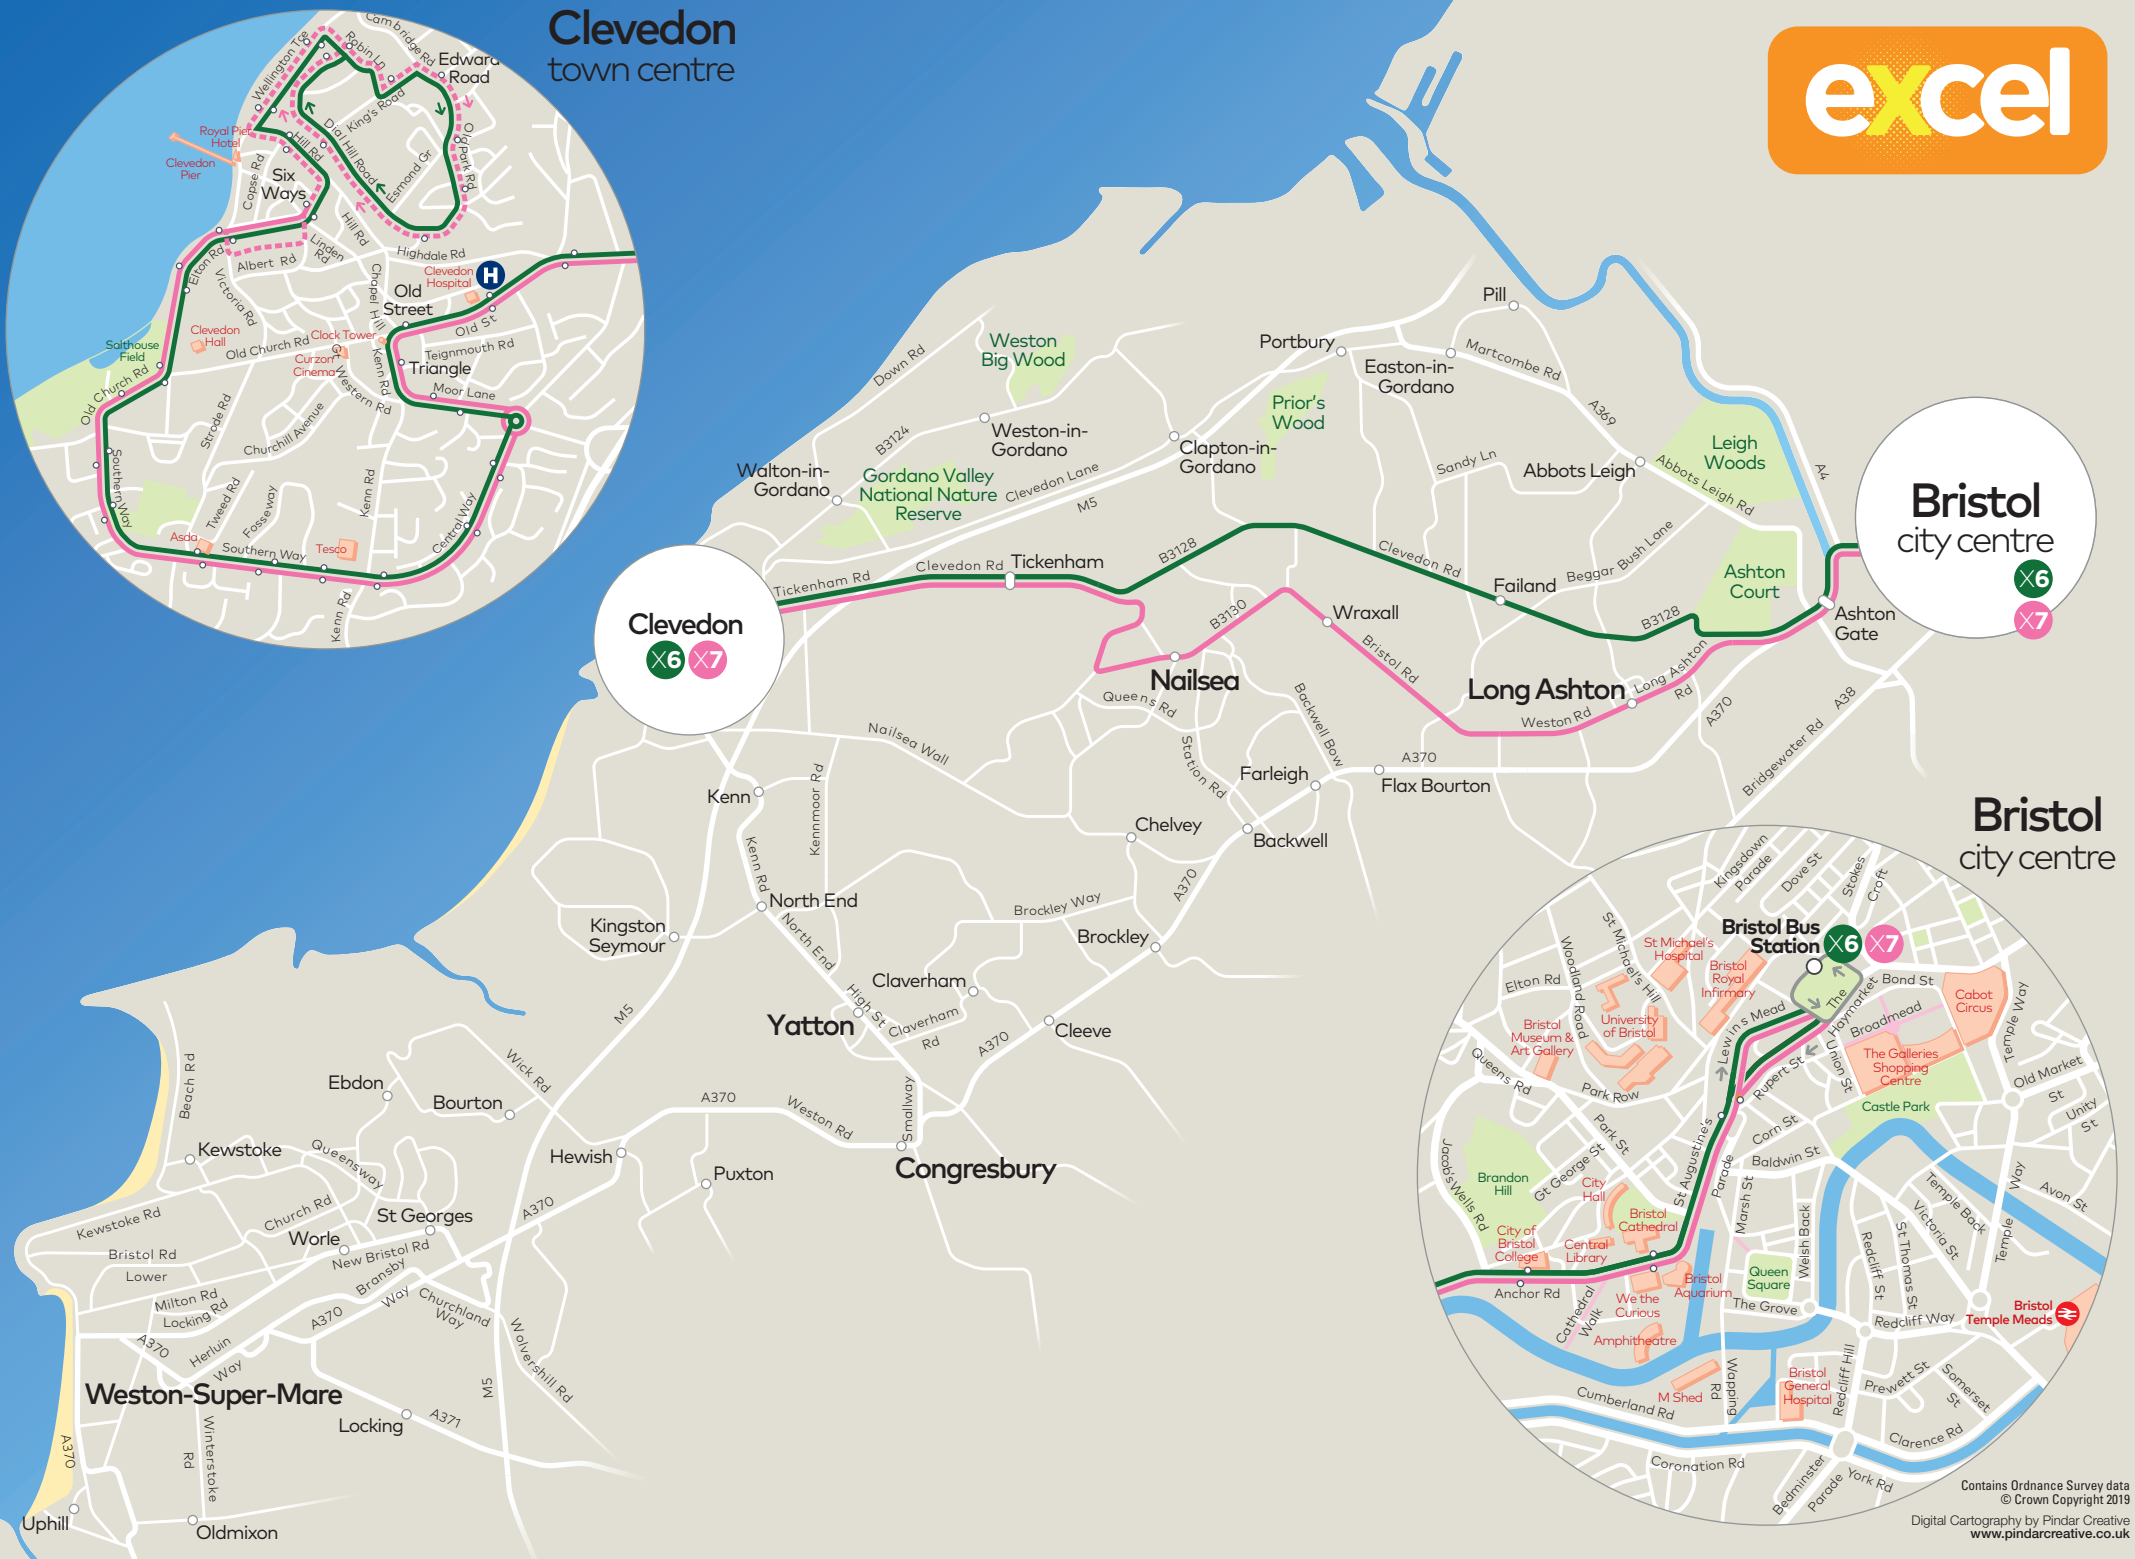 Clevedon
town centre
excel
Cambridge Rd
Robin Ln
Wellington Tce
Edward
Road
King's Road
Dial Hill Road
Old Park Rd
Esmond Gr
Royal Pier
Hotel
Clevedon
Pier
Hill Rd
Copse Rd
Six
Ways
Hill Rd
Linden
Rd
Highdale Rd
Elton Rd
Albert Rd
Victoria Rd
Chapel Hill
Clevedon
Hospital
H
Old
Street
Old St
Clevedon
Hall
Clock Tower
Old Church Rd
Curzon
Cinema
Gt Western Rd
Kenn Rd
Teignmouth Rd
Triangle
Moor Lane
Salthouse
Field
Old Church Rd
Strode Rd
Churchill Avenue
Southern Way
Tweed Rd
Fosseway
Kenn Rd
Central Way
Asda
Southern Way
Tesco
Kenn Rd
Pill
Portbury
Easton-in-
Gordano
Martcombe Rd
A369
Weston
Big Wood
Down Rd
Prior's
Wood
B3124
Weston-in-
Gordano
Clapton-in-
Gordano
Sandy Ln
Abbots Leigh
Abbots Leigh Rd
Leigh
Woods
A4
Walton-in-
Gordano
Gordano Valley
National Nature
Reserve
Clevedon Lane
M5
Bristol
city centre
X6
X7
Clevedon
X6 X7
Tickenham Rd
Clevedon Rd
Tickenham
B3128
Clevedon Rd
Failand
Beggar Bush Lane
Ashton
Court
B3128
Ashton
Gate
B3130
Wraxall
Bristol Rd
Nailsea
Long Ashton
Long Ashton
Rd
Weston Rd
A370
A38
Bridgewater Rd
Queens Rd
Backwell Bow
Nailsea Wall
Station Rd
Farleigh
A370
Flax Bourton
Kenn
Kennmoor Rd
Chelvey
Backwell
Kenn Rd
A370
North End
Brockley Way
Kingston
Seymour
North End
Brockley
Claverham
High St
Yatton
Claverham
Rd
A370
Cleeve
M5
Wick Rd
Beach Rd
Ebdon
Bourton
A370
Weston Rd
Smallway
Kewstoke
Queensway
Hewish
Puxton
Congresbury
Kewstoke Rd
Church Rd
St Georges
A370
Worle
New Bristol Rd
Bristol Rd
Lower
Bransby
Way
Milton Rd
Locking Rd
A370
Churchland
Way
A370
Herluin
Way
Wolvershill Rd
Weston-Super-Mare
M5
Locking
A371
A370
Winterstoke
Rd
Uphill
Oldmixon
Bristol
city centre
Kingsdown
Parade
Dove St
Stokes
Croft
Bristol Bus
Station
X6 X7
St Michael's
Hospital
St Michael's Hill
Woodland Road
Elton Rd
Bristol
Royal
Infirmary
The
Haymarket
Bond St
Cabot
Circus
Temple Way
Broadmead
Lewin's Mead
University
of Bristol
Bristol
Museum &
Art Gallery
Union St
The Galleries
Shopping
Centre
Rupert St
Old Market
St
Queens Rd
Park Row
Castle Park
Unity
St
Park St
Corn St
St Augustine's
Parade
Baldwin St
Jacob's Wells Rd
Brandon
Hill
Gt George St
City
Hall
Marsh St
Temple Back
Way
Avon St
Bristol
Cathedral
City of
Bristol
College
Central
Library
Welsh Back
Redcliff St
St Thomas St
Victoria St
Temple
Queen
Square
Bristol
Aquarium
Anchor Rd
We the
Curious
Cathedral
Walk
Amphitheatre
The Grove
Redcliff Way
Bristol
Temple Meads
M Shed
Wapping
Rd
Bristol
General
Hospital
Redcliff Hill
Prewett St
Somerset
St
Cumberland Rd
Clarence Rd
Coronation Rd
Bedminster
Parade
York Rd
Contains Ordnance Survey data
© Crown Copyright 2019
Digital Cartography by Pindar Creative
www.pindarcreative.co.uk